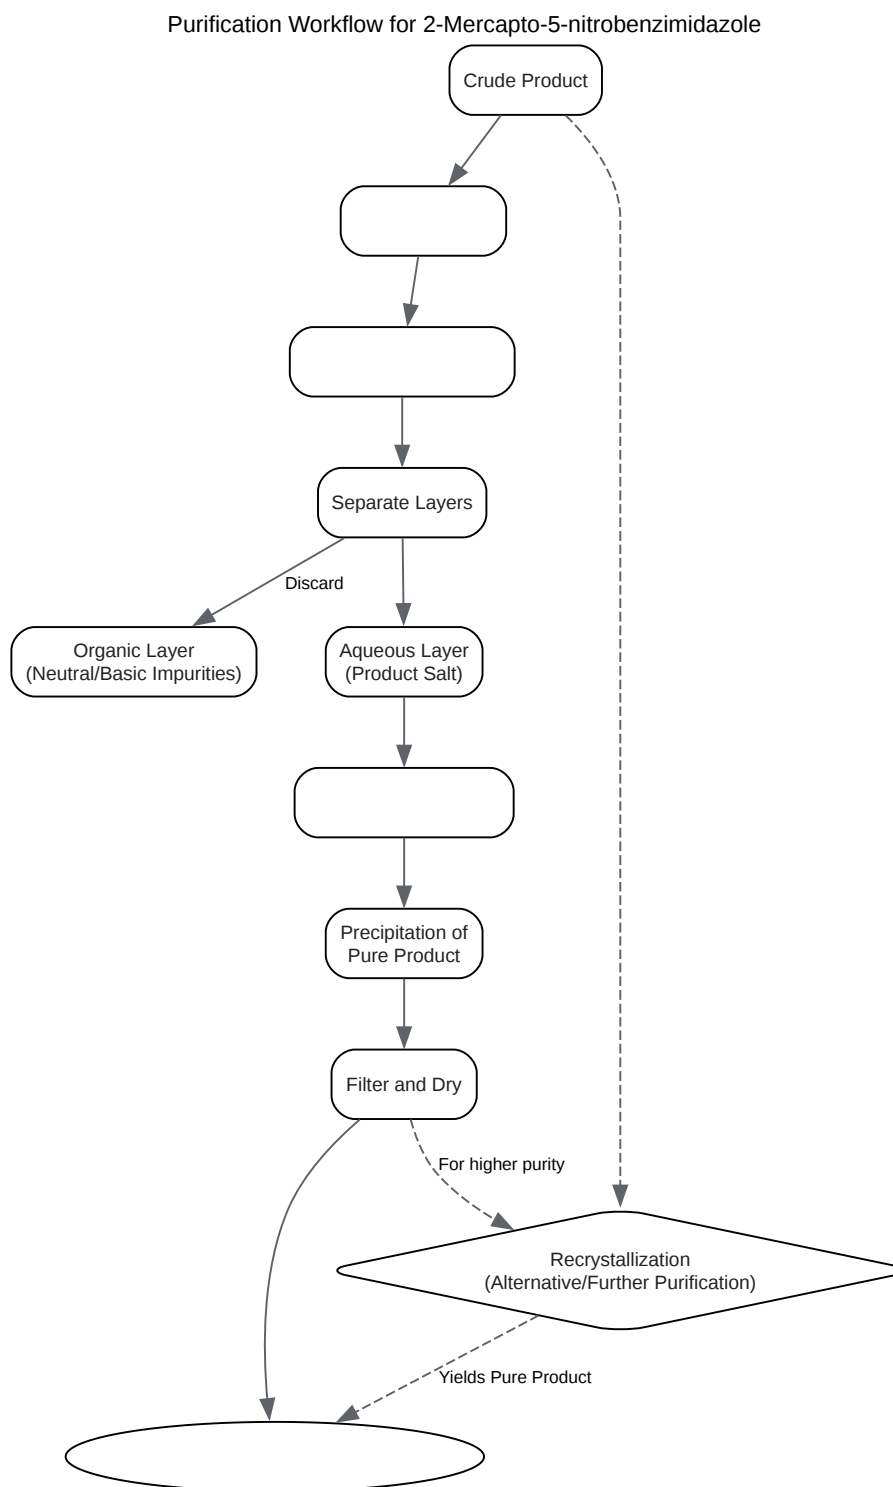 Purification Workflow for 2-Mercapto-5-nitrobenzimidazole
Crude Product
Separate Layers
Discard
Organic Layer
(Neutral/Basic Impurities)
Aqueous Layer
(Product Salt)
Precipitation of
Pure Product
Filter and Dry
For higher purity
Recrystallization
(Alternative/Further Purification)
Yields Pure Product